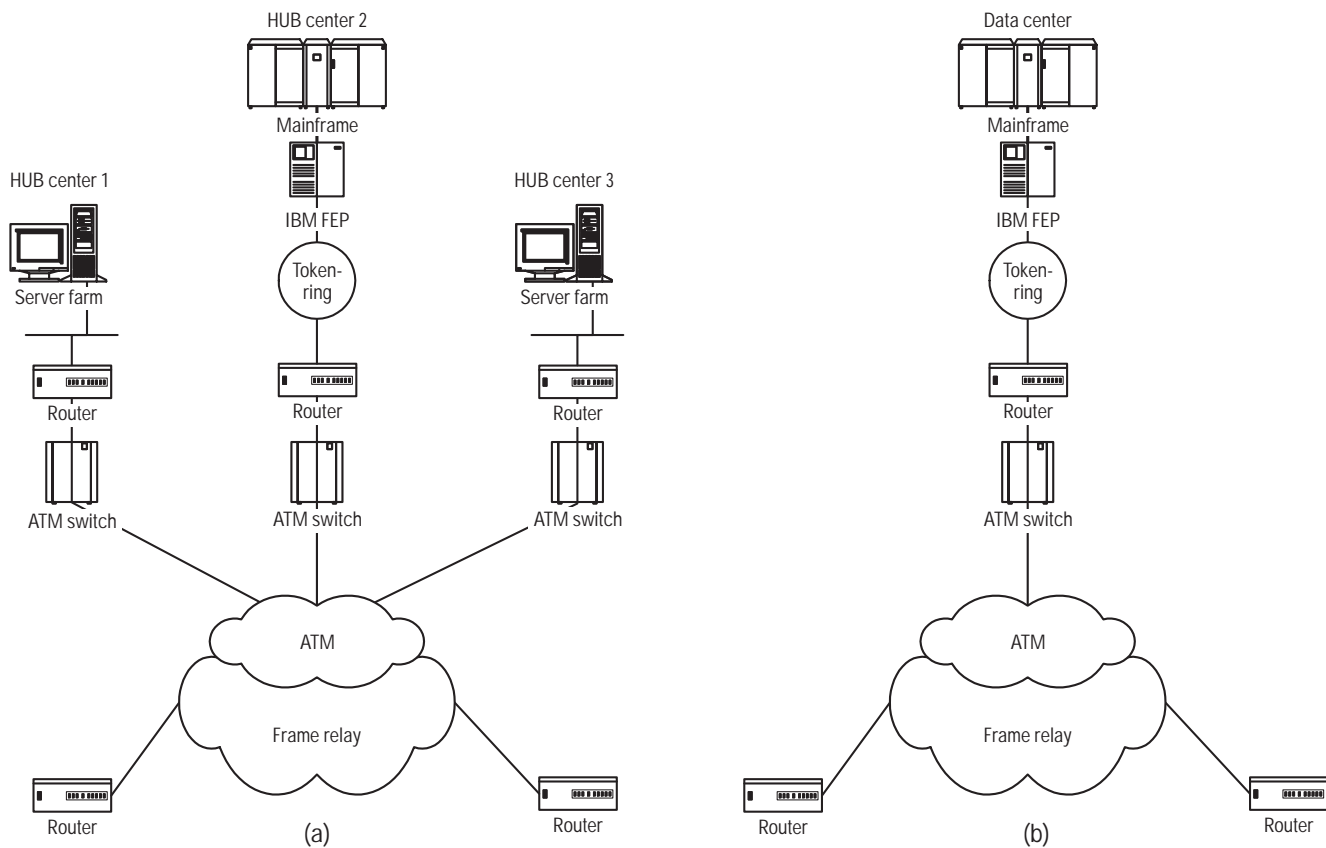 HUB center 2
Mainframe
IBM FEP
Token-
ring
Router
ATM switch
HUB center 1
Server farm
Router
ATM switch
HUB center 3
Server farm
Router
ATM switch
ATM
Frame relay
Router
Router
(a)
Data center
Mainframe
IBM FEP
Token-
ring
Router
ATM switch
ATM
Frame relay
Router
Router
(b)